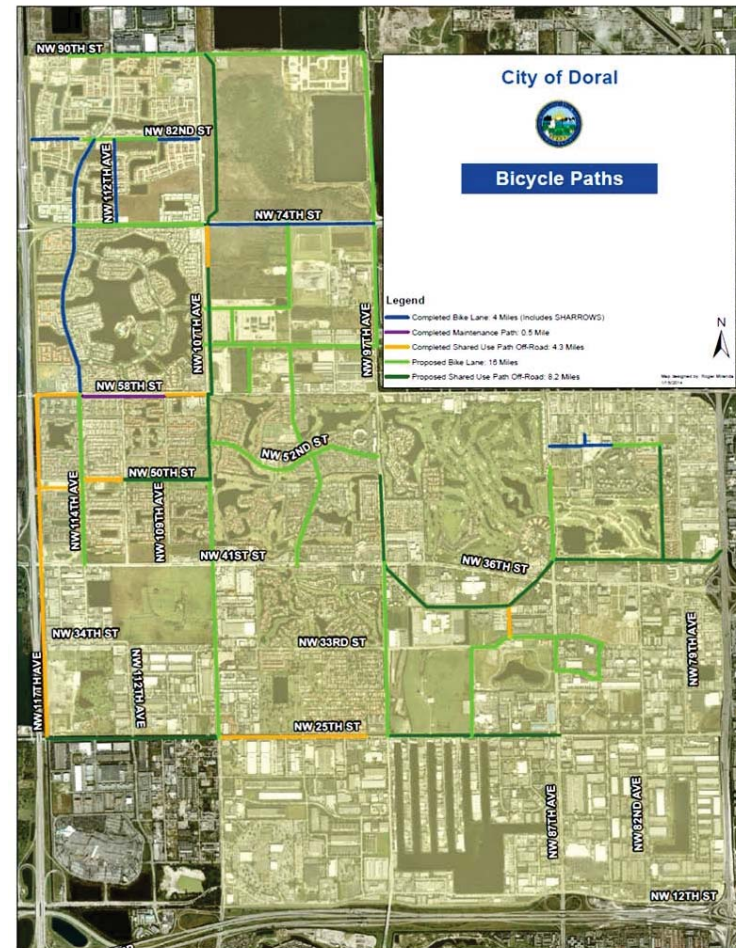 NW 90TH ST
City of Doral
NW 82ND ST
NW 112TH AVE
Bicycle Paths
NW 74TH ST
Legend
Completed Bike Lane: 4 Miles (Includes SHARROWS)
Completed Maintenance Path: 0.5 Mile
Completed Shared Use Path Off-Road: 4.3 Miles
Proposed Bike Lane: 16 Miles
Proposed Shared Use Path Off-Road: 8.2 Miles
N
Map designed by: Roger Miranda
NW 107TH AVE
NW 97TH AVE
NW 58TH ST
NW 52ND ST
NW 50TH ST
NW 114TH AVE
NW 109TH AVE
NW 41ST ST
NW 36TH ST
NW 34TH ST
NW 33RD ST
NW 79TH AVE
NW 117TH AVE
NW 112TH AVE
NW 25TH ST
NW 87TH AVE
NW 82ND AVE
NW 12TH ST